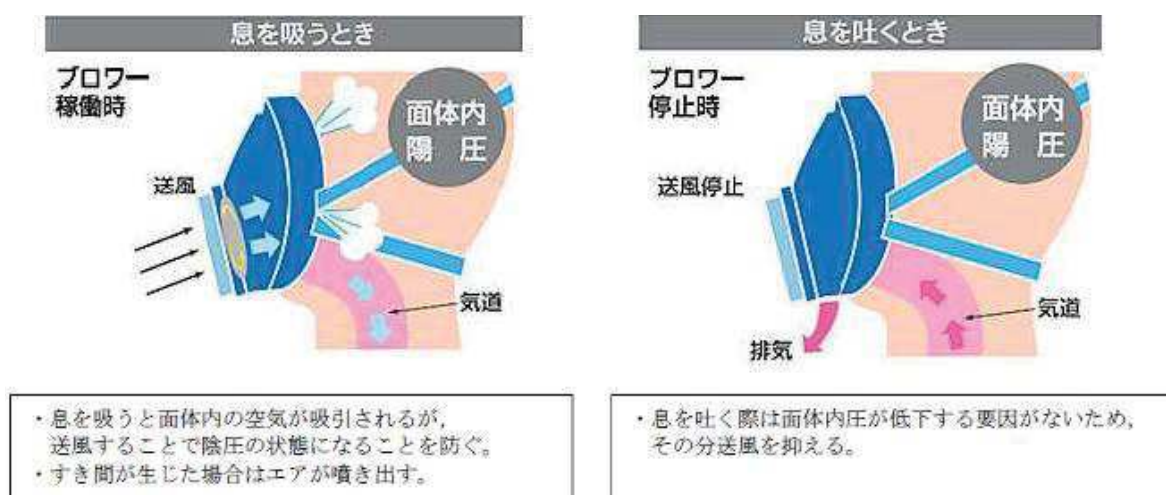 息を吸うとき
ブロワー
稼働時
面体内
陽 圧
送風
気道
・息を吸うと面体内の空気が吸引されるが,
送風することで陰圧の状態になることを防ぐ。
・すき間が生じた場合はエアが噴き出す。
息を吐くとき
ブロワー
停止時
面体内
陽 圧
送風停止
気道
排気
・息を吐く際は面体内圧が低下する要因がないため,
その分送風を抑える。